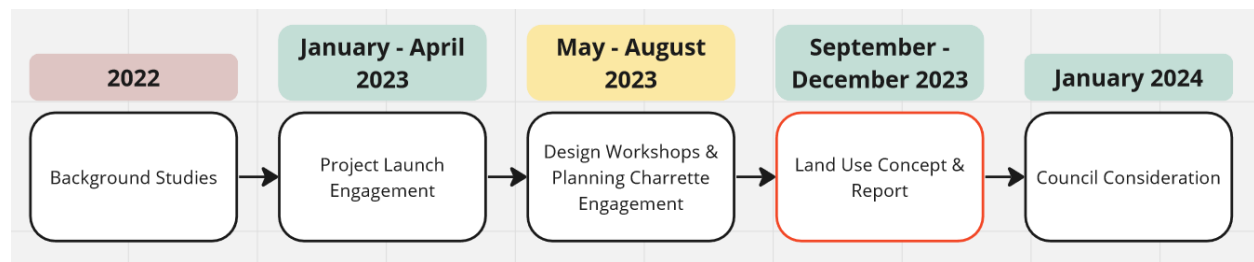 2022
January - April
2023
May - August
2023
September -
December 2023
January 2024
Background Studies
Project Launch
Engagement
Design Workshops &
Planning Charrette
Engagement
Land Use Concept &
Report
Council Consideration